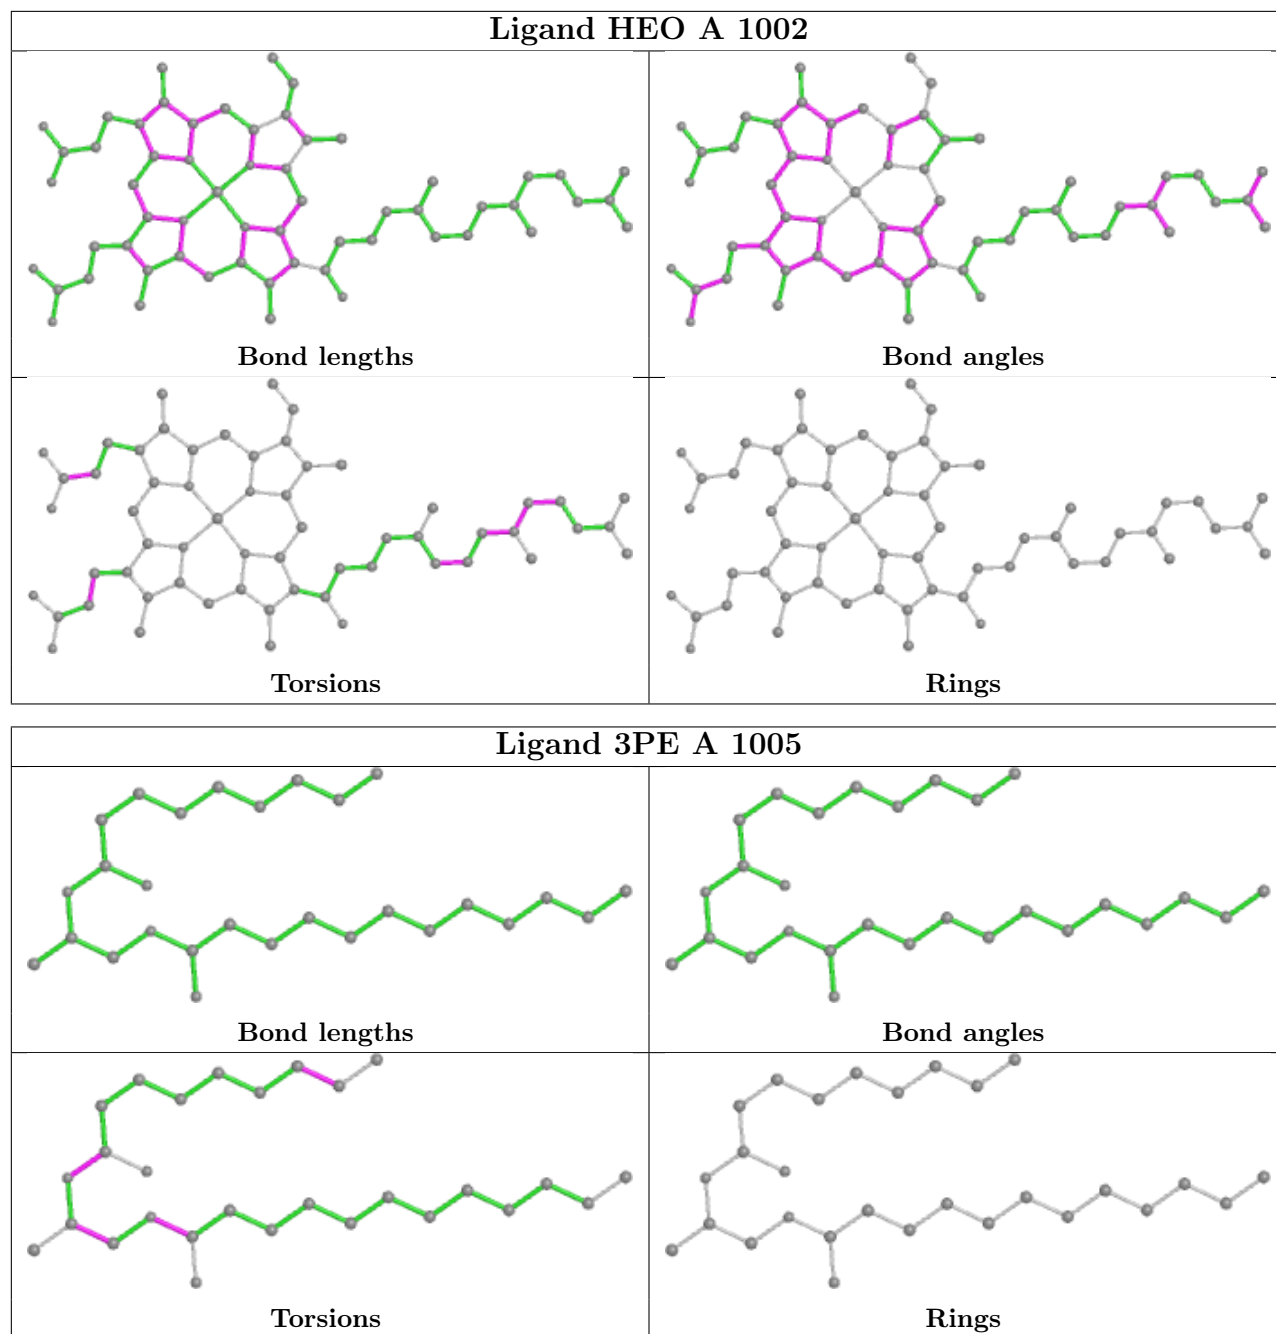 Ligand HEO A 1002
Bond lengths
Bond angles
Torsions
Rings
Ligand 3PE A 1005
Bond lengths
Bond angles
Torsions
Rings